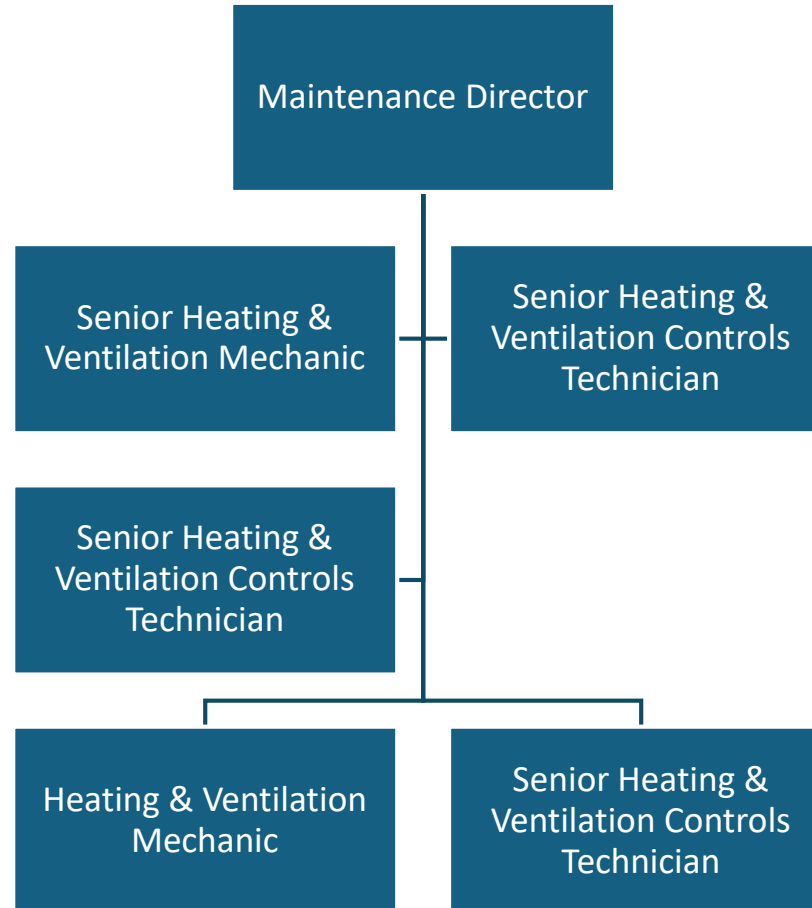 Maintenance Director
Senior Heating &
Ventilation Mechanic
Senior Heating &
Ventilation Controls
Technician
Senior Heating &
Ventilation Controls
Technician
Heating & Ventilation
Mechanic
Senior Heating &
Ventilation Controls
Technician